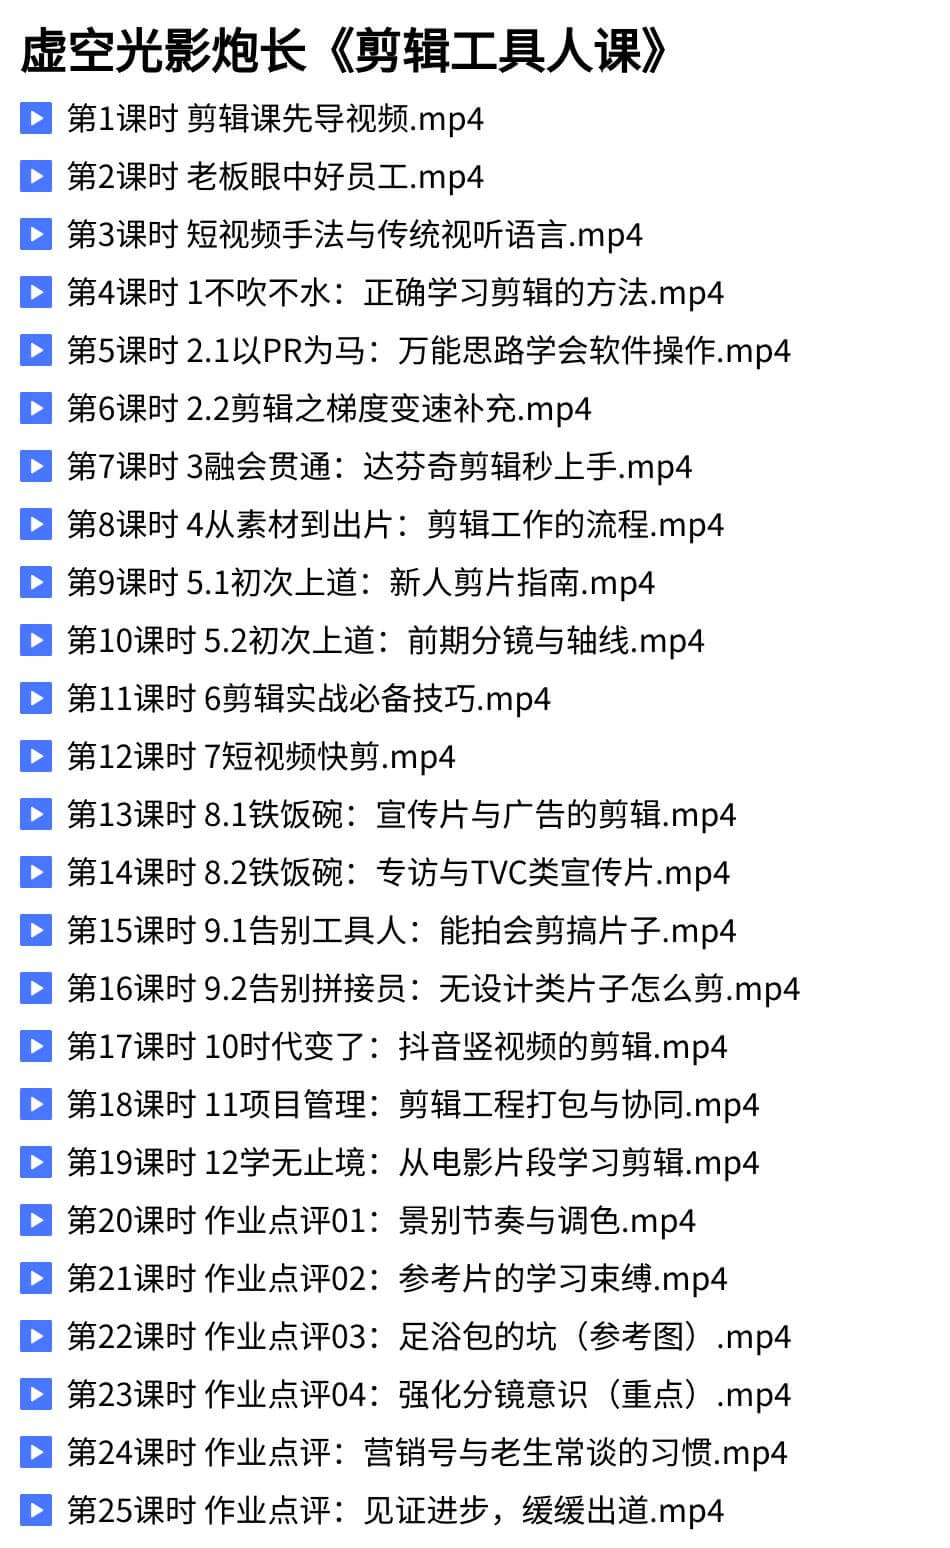 虚空光影炮长《剪辑工具人课》
第1课时 剪辑课先导视频.mp4
第2课时 老板眼中好员工.mp4
第3课时 短视频手法与传统视听语言.mp4
第4课时 1不吹不水：正确学习剪辑的方法.mp4
第5课时 2.1以PR为马：万能思路学会软件操作.mp4
第6课时 2.2剪辑之梯度变速补充.mp4
第7课时 3融会贯通：达芬奇剪辑秒上手.mp4
第8课时 4从素材到出片：剪辑工作的流程.mp4
第9课时 5.1初次上道：新人剪片指南.mp4
第10课时 5.2初次上道：前期分镜与轴线.mp4
第11课时 6剪辑实战必备技巧.mp4
第12课时 7短视频快剪.mp4
第13课时 8.1铁饭碗：宣传片与广告的剪辑.mp4
第14课时 8.2铁饭碗：专访与TVC类宣传片.mp4
第15课时 9.1告别工具人：能拍会剪搞片子.mp4
第16课时 9.2告别拼接员：无设计类片子怎么剪.mp4
第17课时 10时代变了：抖音竖视频的剪辑.mp4
第18课时 11项目管理：剪辑工程打包与协同.mp4
第19课时 12学无止境：从电影片段学习剪辑.mp4
第20课时 作业点评01：景别节奏与调色.mp4
第21课时 作业点评02：参考片的学习束缚.mp4
第22课时 作业点评03：足浴包的坑（参考图）.mp4
第23课时 作业点评04：强化分镜意识（重点）.mp4
第24课时 作业点评：营销号与老生常谈的习惯.mp4
第25课时 作业点评：见证进步，缓缓出道.mp4